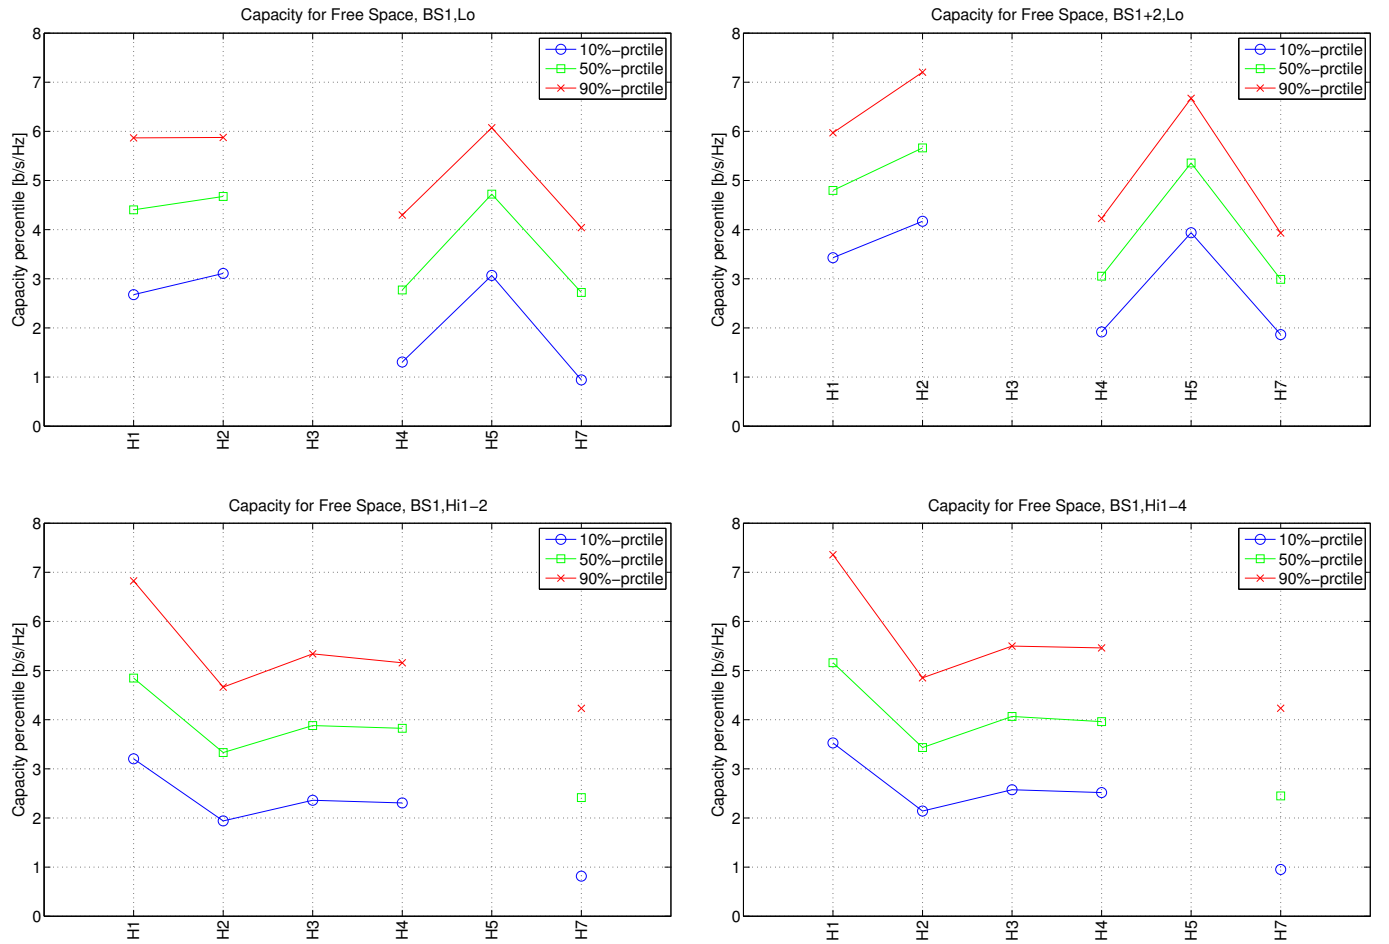 Capacity for Free Space, BS1,Lo
8
7
6
5
4
3
2
1
0
Capacity percentile [b/s/Hz]
10%-prctile
50%-prctile
90%-prctile
H1 H2 H3 H4 H5 H7
Capacity for Free Space, BS1+2,Lo
8
7
6
5
4
3
2
1
0
Capacity percentile [b/s/Hz]
10%-prctile
50%-prctile
90%-prctile
H1 H2 H3 H4 H5 H7
Capacity for Free Space, BS1,Hi1-2
8
7
6
5
4
3
2
1
0
Capacity percentile [b/s/Hz]
10%-prctile
50%-prctile
90%-prctile
H1 H2 H3 H4 H5 H7
Capacity for Free Space, BS1,Hi1-4
8
7
6
5
4
3
2
1
0
Capacity percentile [b/s/Hz]
10%-prctile
50%-prctile
90%-prctile
H1 H2 H3 H4 H5 H7